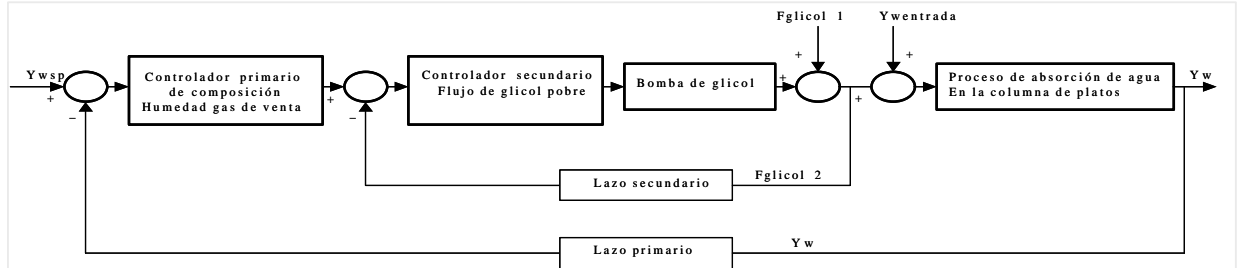 Fglicol 1
Ywentrada
Ywsp
+
−
Controlador primario
de composición
Humedad gas de venta
+
−
Controlador secundario
Flujo de glicol pobre
Bomba de glicol
+
+
+
+
Proceso de absorción de agua
En la columna de platos
Yw
Lazo secundario
Fglicol 2
Lazo primario
Yw